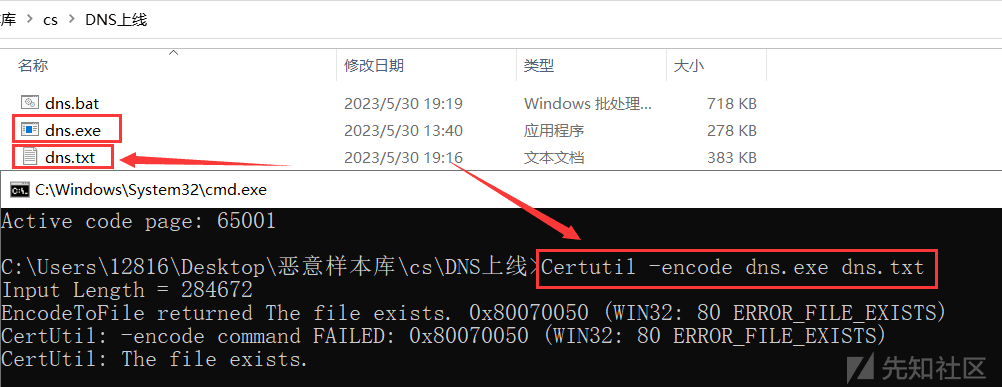 库 > cs > DNS上线
名称 修改日期 类型 大小
dns.bat 2023/5/30 19:19 Windows 批处理... 718 KB
dns.exe 2023/5/30 13:40 应用程序 278 KB
dns.txt 2023/5/30 19:16 文本文档 383 KB
C:\Windows\System32\cmd.exe
Active code page: 65001
C:\Users\12816\Desktop\恶意样本库\cs\DNS上线>Certutil -encode dns.exe dns.txt
Input Length = 284672
EncodeToFile returned The file exists. 0x80070050 (WIN32: 80 ERROR_FILE_EXISTS)
CertUtil: -encode command FAILED: 0x80070050 (WIN32: 80 ERROR_FILE_EXISTS)
CertUtil: The file exists.
先知社区